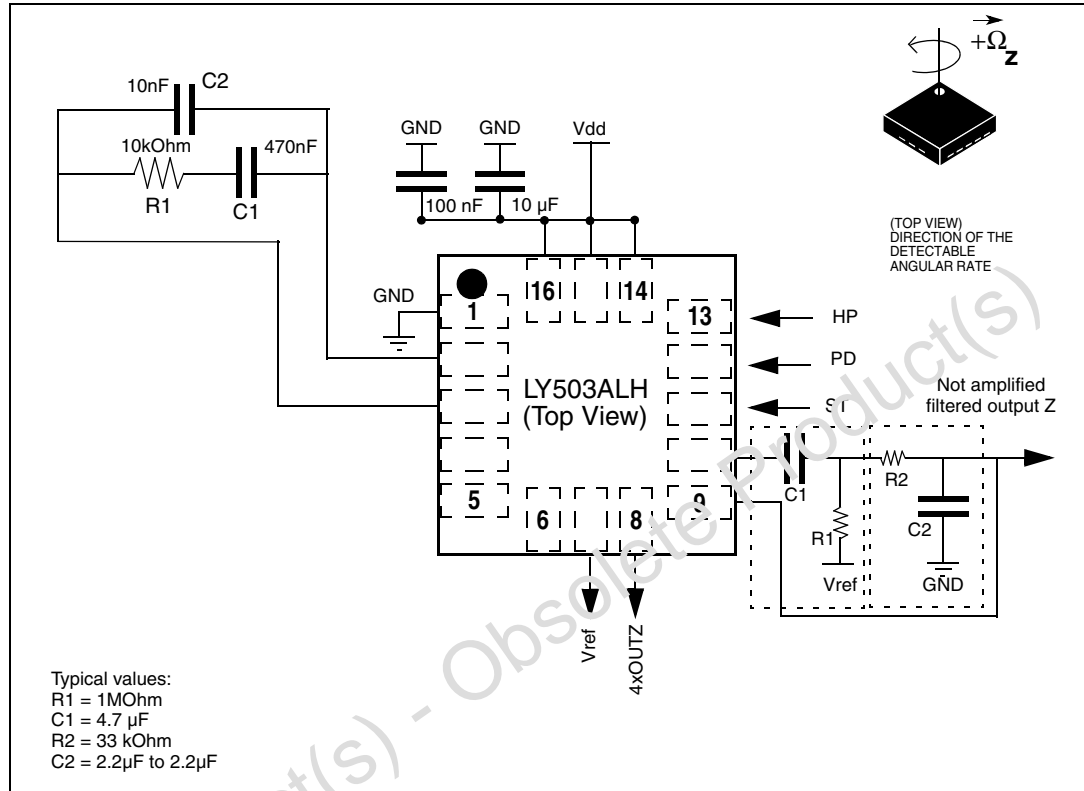 +Ωz
10nF
C2
10kOhm
470nF
R1
C1
GND
GND
Vdd
100 nF
10 µF
(TOP VIEW)
DIRECTION OF THE
DETECTABLE
ANGULAR RATE
GND
1
16
14
13
HP
PD
ST
LY503ALH
(Top View)
Not amplified
filtered output Z
5
6
8
9
C1
R2
R1
C2
Vref
GND
Vref
4xOUTZ
Typical values:
R1 = 1MOhm
C1 = 4.7 µF
R2 = 33 kOhm
C2 = 2.2µF to 2.2µF
t(s) - Obsolete Product(s)